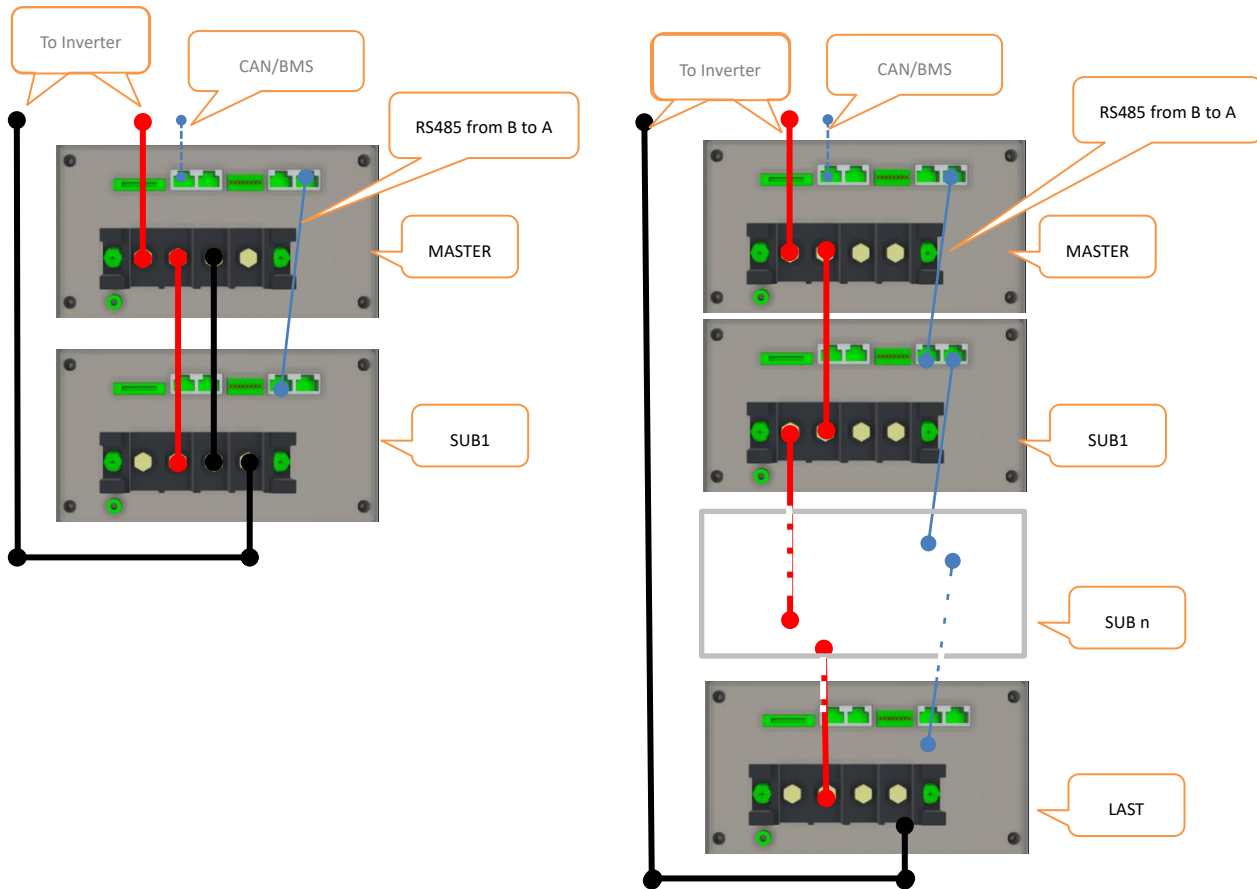 To Inverter
CAN/BMS
RS485 from B to A
MASTER
SUB1
To Inverter
CAN/BMS
RS485 from B to A
MASTER
SUB1
SUB n
LAST